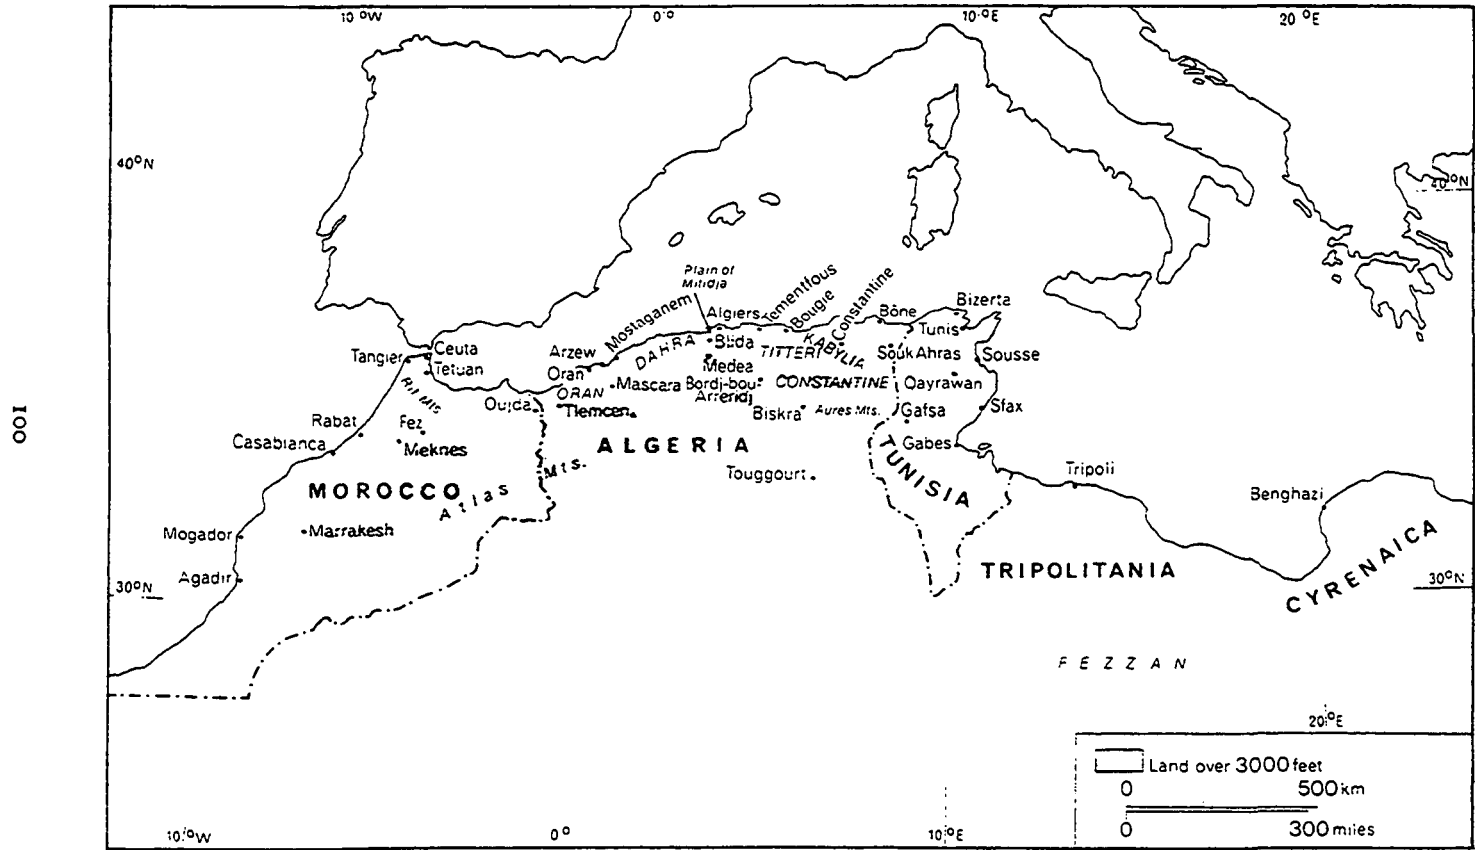 10°W 0° 10°E 20°E
40°N
40°N
Plain of
Mitidja
Tementfous
Bougie
Constantine
Mostaganem
Algiers
Bône
Bizerta
Tunis
Ceuta
Tangier
Tetuan
Arzew
DAHRA
Blida
TITTERI
KABYLIA
Souk Ahras
Sousse
Oran
Medea
Rif Mts
Mascara
Bordj-bou-
Arreridj
CONSTANTINE
Qayrawan
ORAN
Oujda
Tlemcen
Biskra
Aures Mts.
Gafsa
Sfax
Rabat
Fez
Casablanca
Meknes
ALGERIA
Gabes
TUNISIA
Atlas Mts.
Touggourt
Tripoli
MOROCCO
Benghazi
Mogador
Marrakesh
CYRENAICA
Agadir
TRIPOLITANIA
30°N
30°N
FEZZAN
20°E
Land over 3000 feet
0 500 km
0 300 miles
10°W 0° 10°E
100